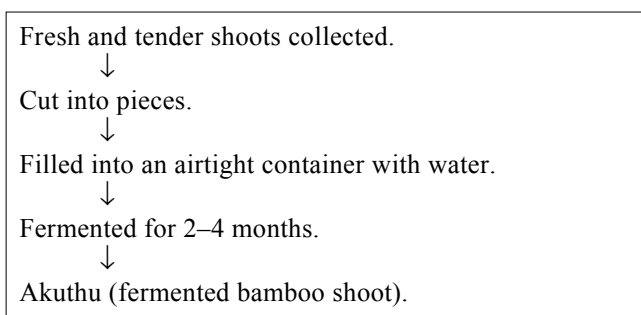 Fresh and tender shoots collected.
↓
Cut into pieces.
↓
Filled into an airtight container with water.
↓
Fermented for 2–4 months.
↓
Akuthu (fermented bamboo shoot).